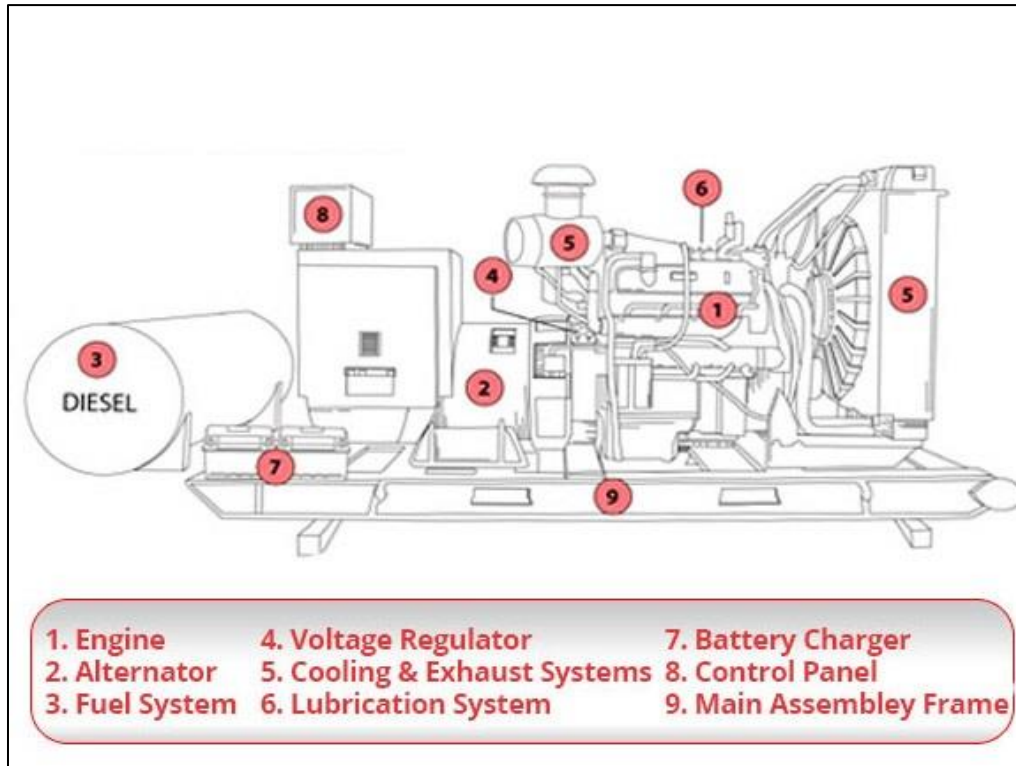 8
6
5
4
1
5
3
DIESEL
2
7
9
1. Engine 4. Voltage Regulator 7. Battery Charger
2. Alternator 5. Cooling & Exhaust Systems 8. Control Panel
3. Fuel System 6. Lubrication System 9. Main Assembley Frame